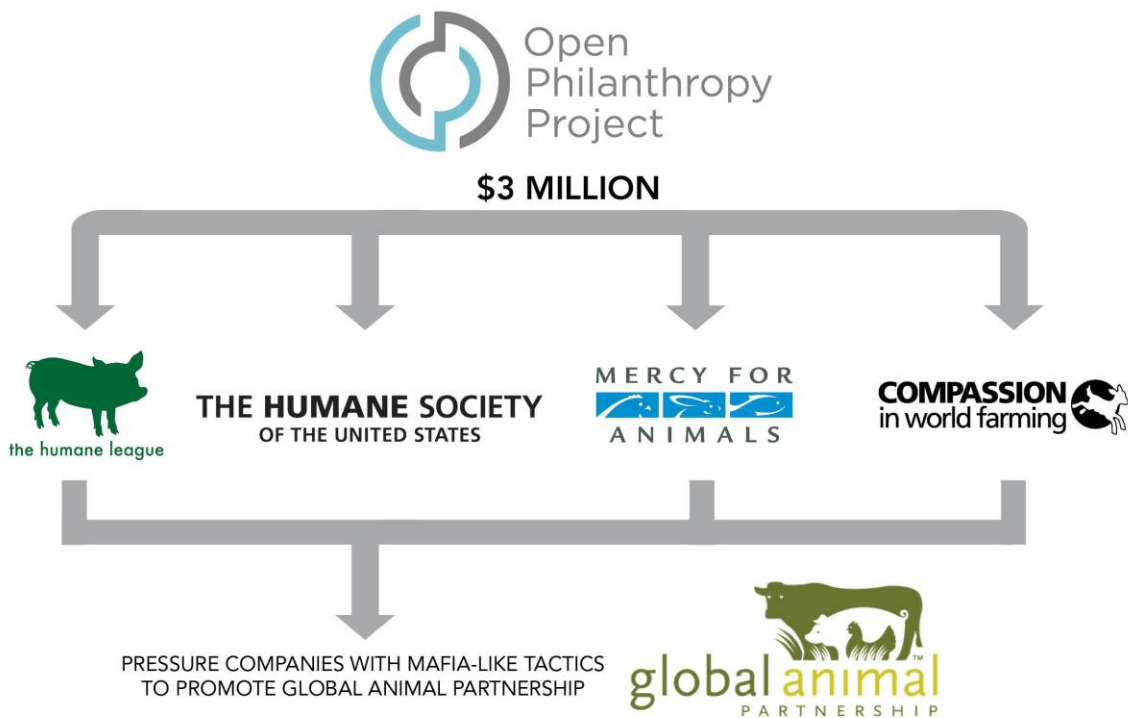 Open
Philanthropy
Project
$3 MILLION
the humane league
THE HUMANE SOCIETY
OF THE UNITED STATES
MERCY FOR
ANIMALS
COMPASSION
in world farming
PRESSURE COMPANIES WITH MAFIA-LIKE TACTICS
TO PROMOTE GLOBAL ANIMAL PARTNERSHIP
global animal
PARTNERSHIP
TM